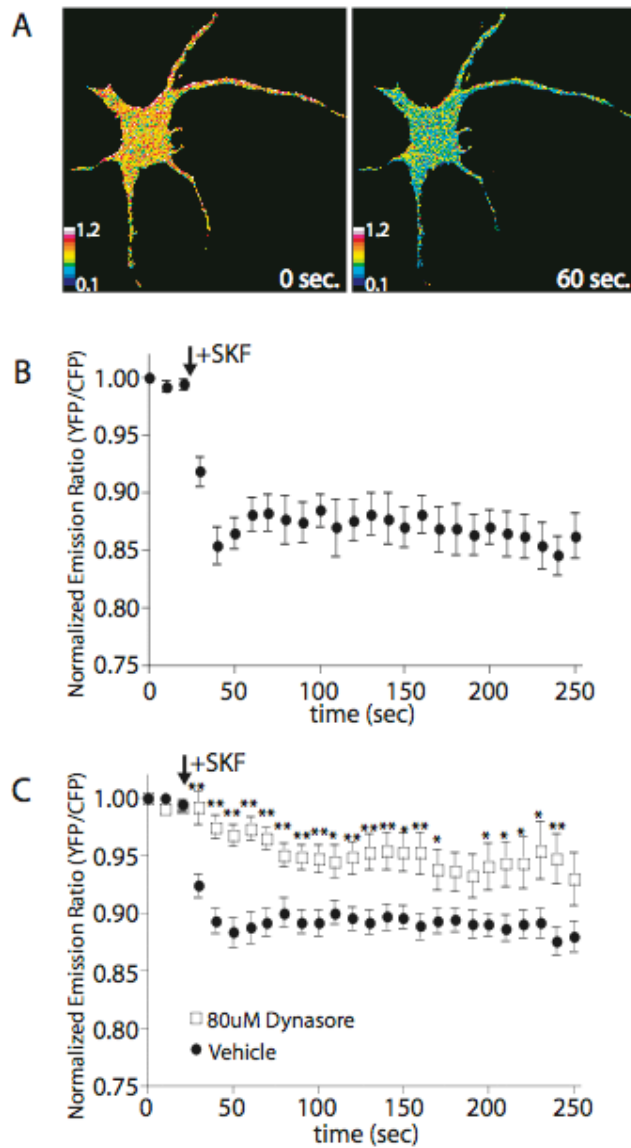 A
1.2
0.1
0 sec.
1.2
0.1
60 sec.
B
+SKF
Normalized Emission Ratio (YFP/CFP)
1.00
0.95
0.90
0.85
0.80
0.75
0 50 100 150 200 250
time (sec)
C
+SKF
Normalized Emission Ratio (YFP/CFP)
1.00
0.95
0.90
0.85
0.80
0.75
** ** ** ** ** ** ** ** * ** ** ** * ** * * * * * **
80uM Dynasore
Vehicle
0 50 100 150 200 250
time (sec)